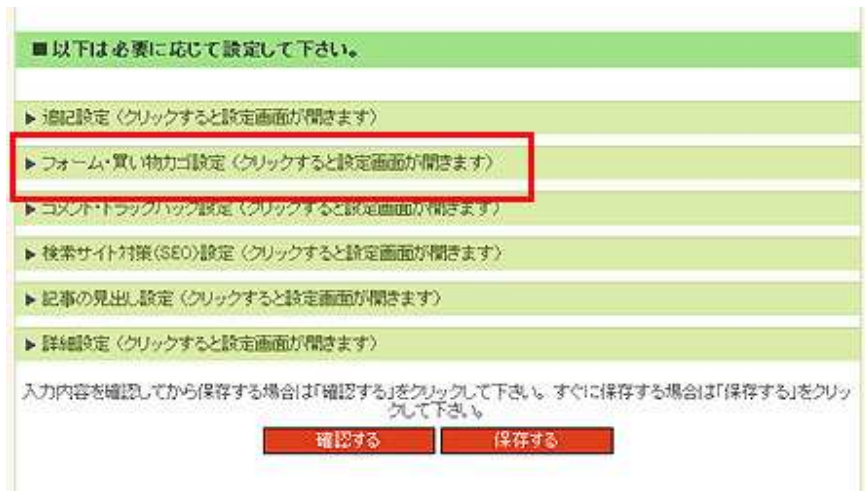 ■以下は必要に応じて設定して下さい。
▶ 追記設定（クリックすると設定画面が開きます）
▶ フォーム・買い物カゴ設定（クリックすると設定画面が開きます）
▶ コメント・トラックバック設定（クリックすると設定画面が開きます）
▶ 検索サイト対策(SEO)設定（クリックすると設定画面が開きます）
▶ 記事の見出し設定（クリックすると設定画面が開きます）
▶ 詳細設定（クリックすると設定画面が開きます）
入力内容を確認してから保存する場合は「確認する」をクリックして下さい。すぐに保存する場合は「保存する」をクリッ
クして下さい。
確認する 保存する